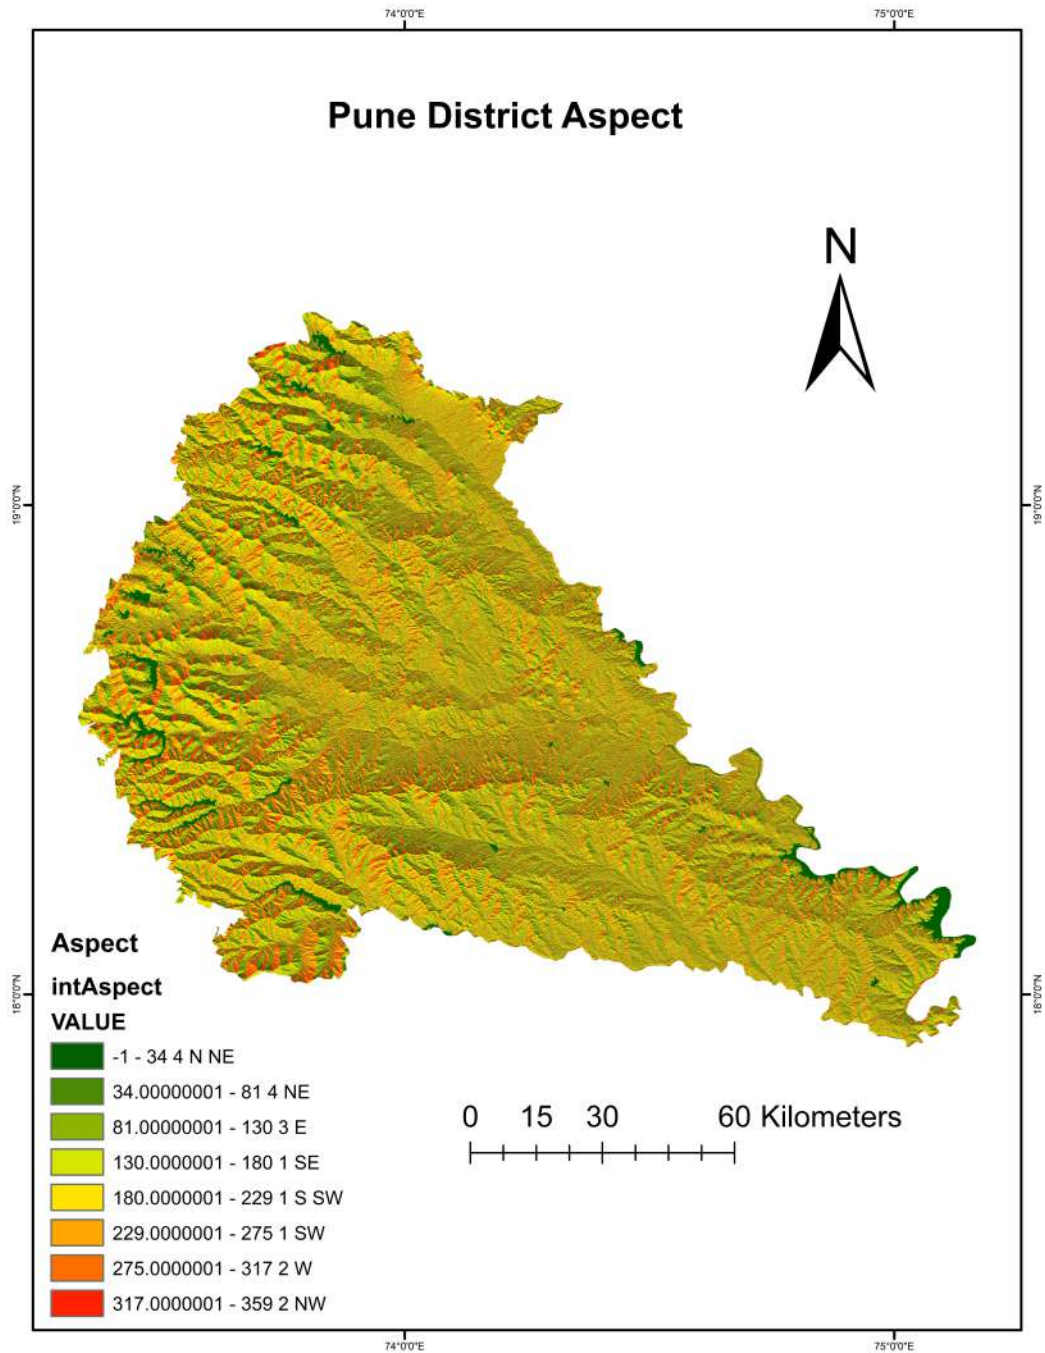 74°0'0"E 75°0'0"E
Pune District Aspect
N
19°0'0"N 19°0'0"N
18°0'0"N 18°0'0"N
Aspect
intAspect
VALUE
-1 - 34 4 N NE
34.00000001 - 81 4 NE
81.00000001 - 130 3 E
130.0000001 - 180 1 SE
180.0000001 - 229 1 S SW
229.0000001 - 275 1 SW
275.0000001 - 317 2 W
317.0000001 - 359 2 NW
0 15 30 60 Kilometers
74°0'0"E 75°0'0"E